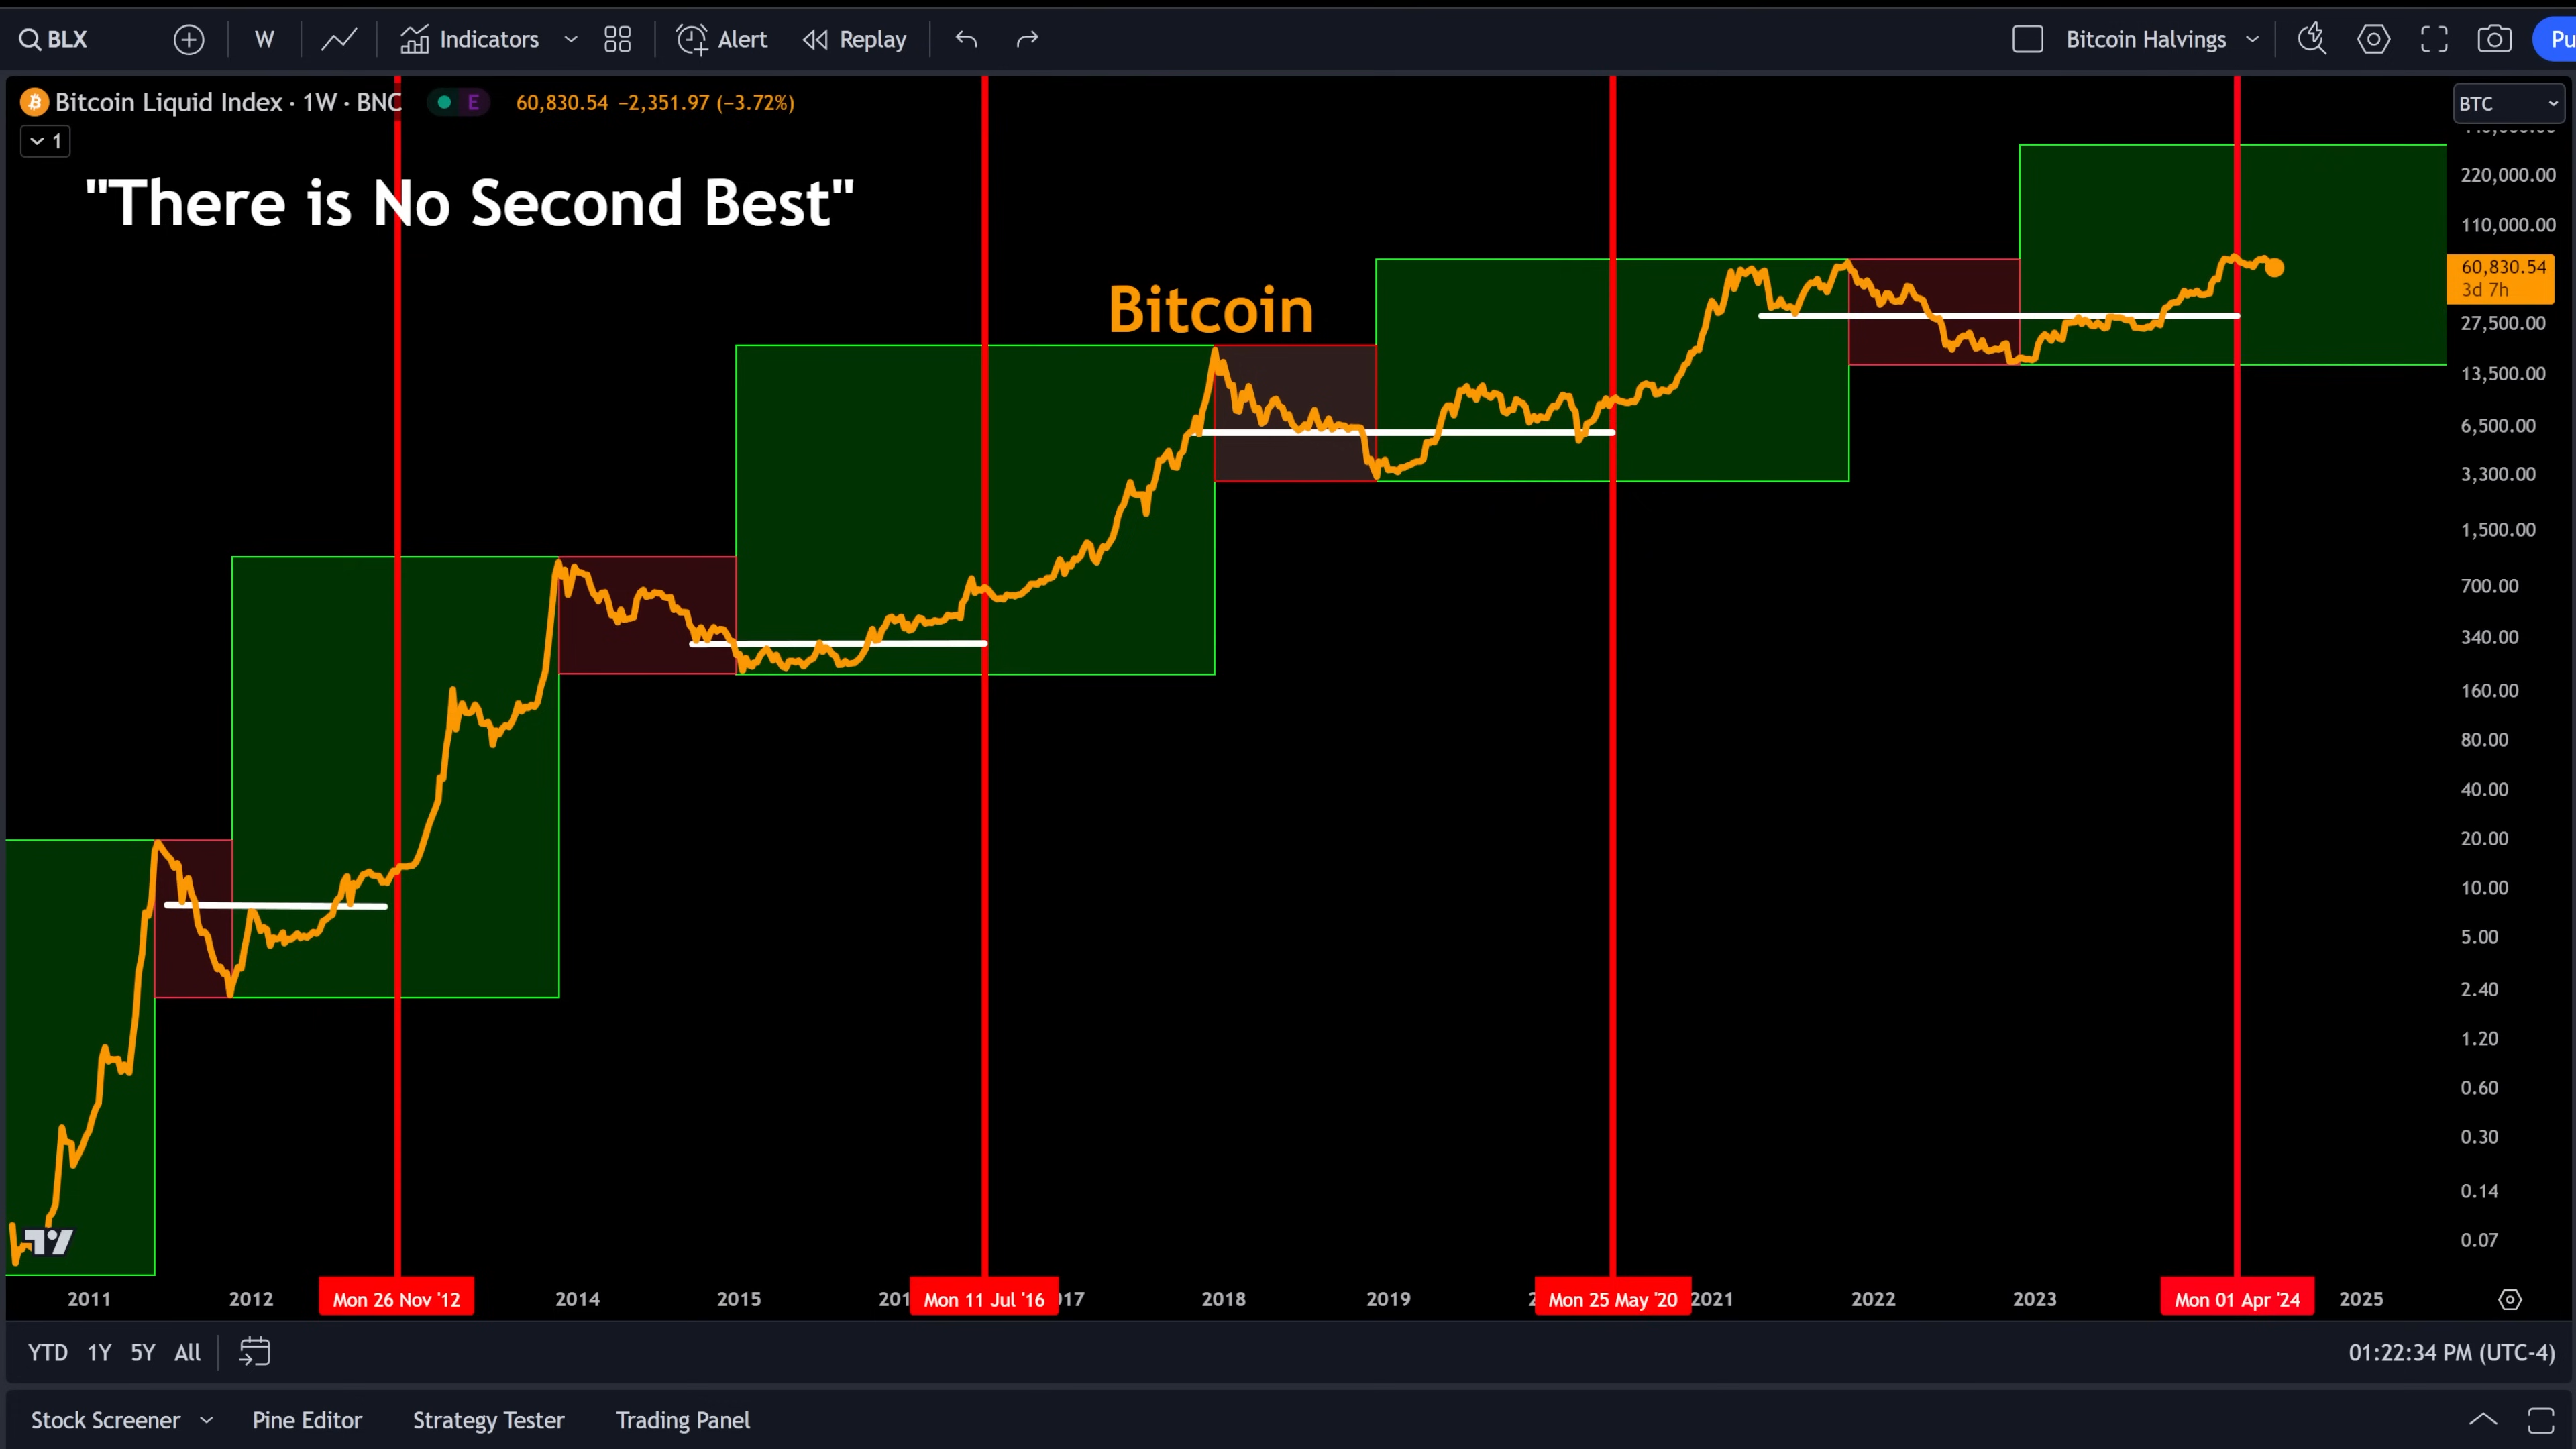 BLX
W
Indicators
Alert
Replay
Bitcoin Halvings
Bitcoin Liquid Index · 1W · BNC
E
60,830.54 −2,351.97 (−3.72%)
BTC
1
"There is No Second Best"
Bitcoin
220,000.00
110,000.00
60,830.54
3d 7h
27,500.00
13,500.00
6,500.00
3,300.00
1,500.00
700.00
340.00
160.00
80.00
40.00
20.00
10.00
5.00
2.40
1.20
0.60
0.30
0.14
0.07
2011 2012 Mon 26 Nov '12 2014 2015 Mon 11 Jul '16 2018 2019 Mon 25 May '20 2021 2022 2023 Mon 01 Apr '24 2025
YTD 1Y 5Y All
01:22:34 PM (UTC-4)
Stock Screener Pine Editor Strategy Tester Trading Panel